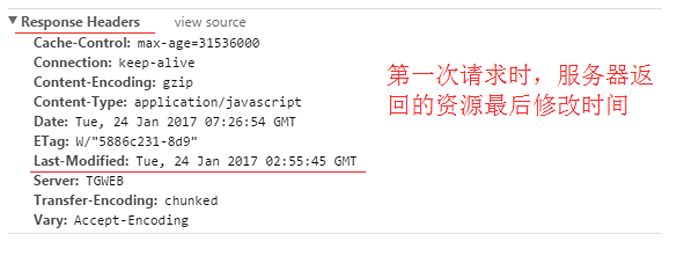 Response Headers view source
Cache-Control: max-age=31536000
Connection: keep-alive
Content-Encoding: gzip
Content-Type: application/javascript
Date: Tue, 24 Jan 2017 07:26:54 GMT
ETag: W/"5886c231-8d9"
Last-Modified: Tue, 24 Jan 2017 02:55:45 GMT
Server: TGWEB
Transfer-Encoding: chunked
Vary: Accept-Encoding
第一次请求时，服务器返
回的资源最后修改时间